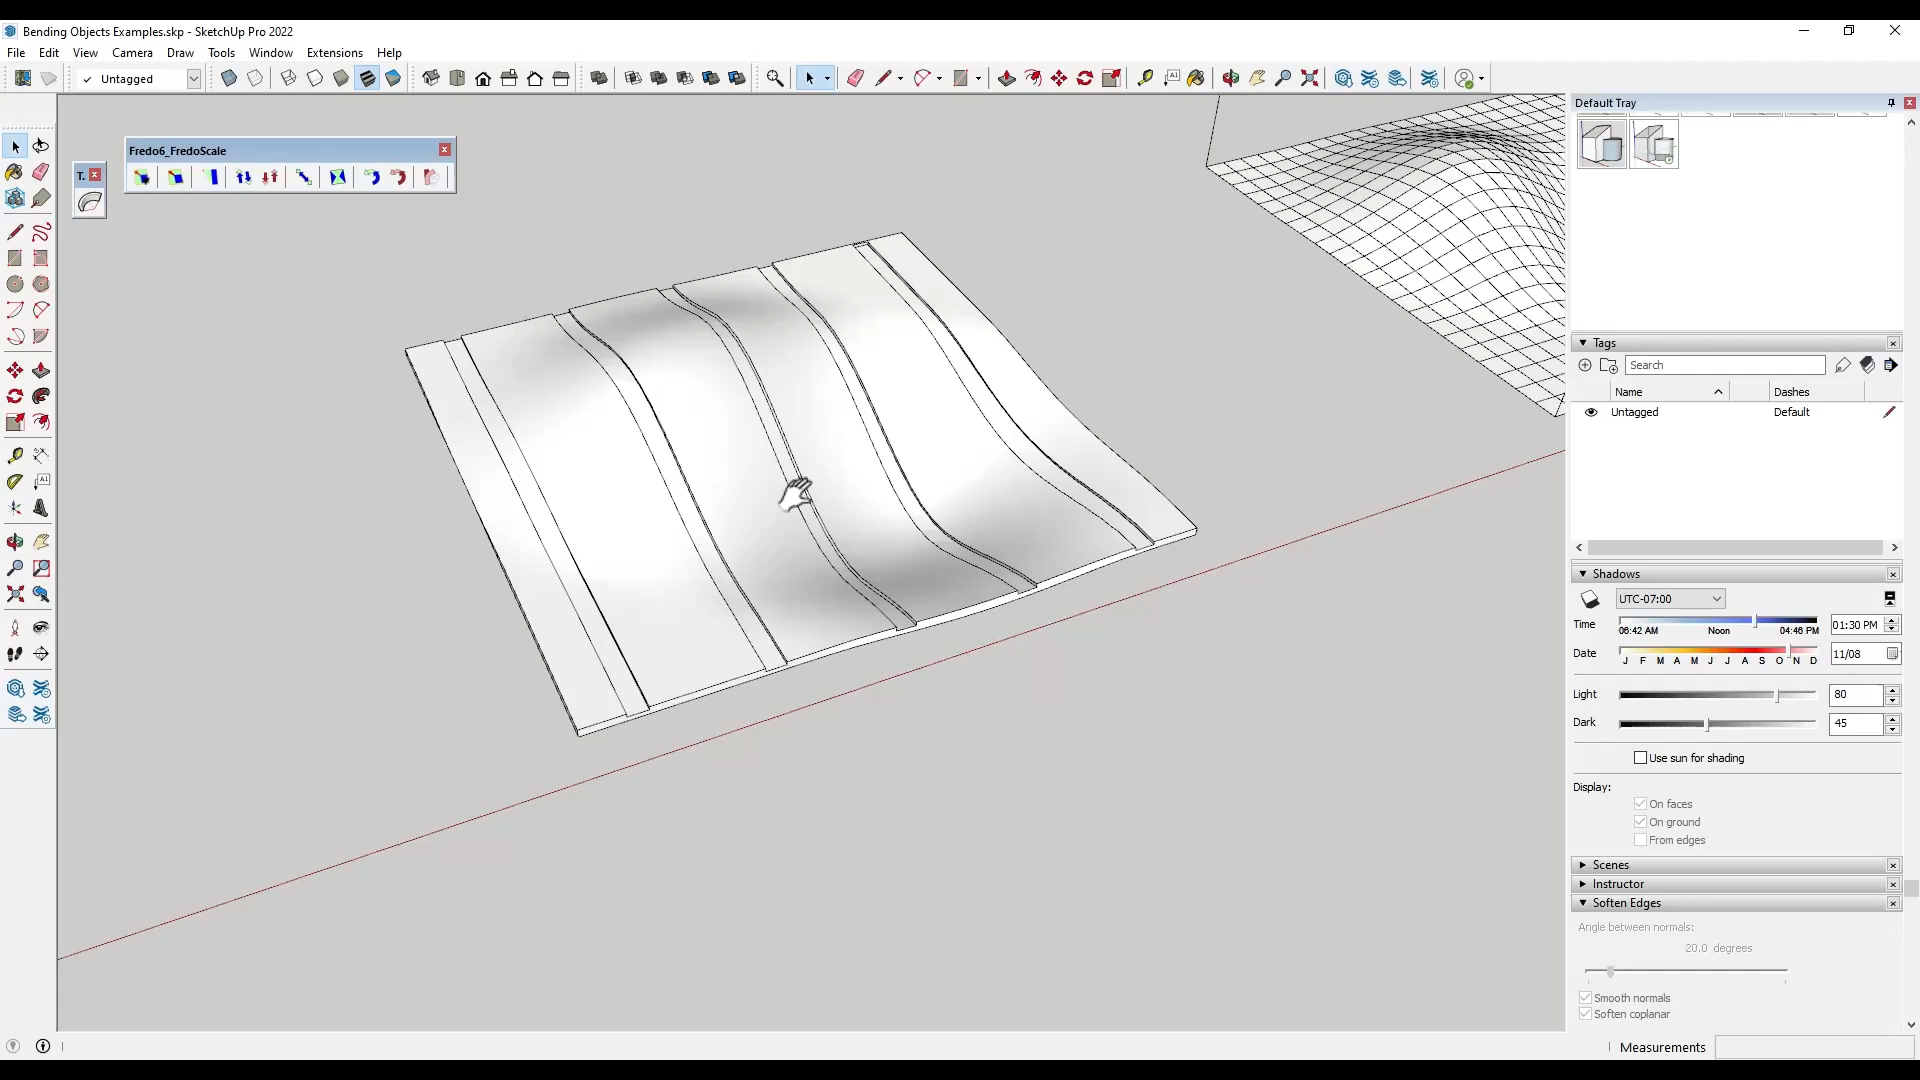 Bending Objects Examples.skp - SketchUp Pro 2022
File Edit View Camera Draw Tools Window Extensions Help
Untagged
Default Tray
Fredo6_FredoScale
T.
Tags
Search
Name Dashes
Untagged Default
Shadows
UTC-07:00
Time 01:30 PM
06:42 AM Noon 04:46 PM
Date 11/08
J F M A M J J A S O N D
Light 80
Dark 45
Use sun for shading
Display:
On faces
On ground
From edges
Scenes
Instructor
Soften Edges
Angle between normals:
20.0 degrees
Smooth normals
Soften coplanar
Measurements